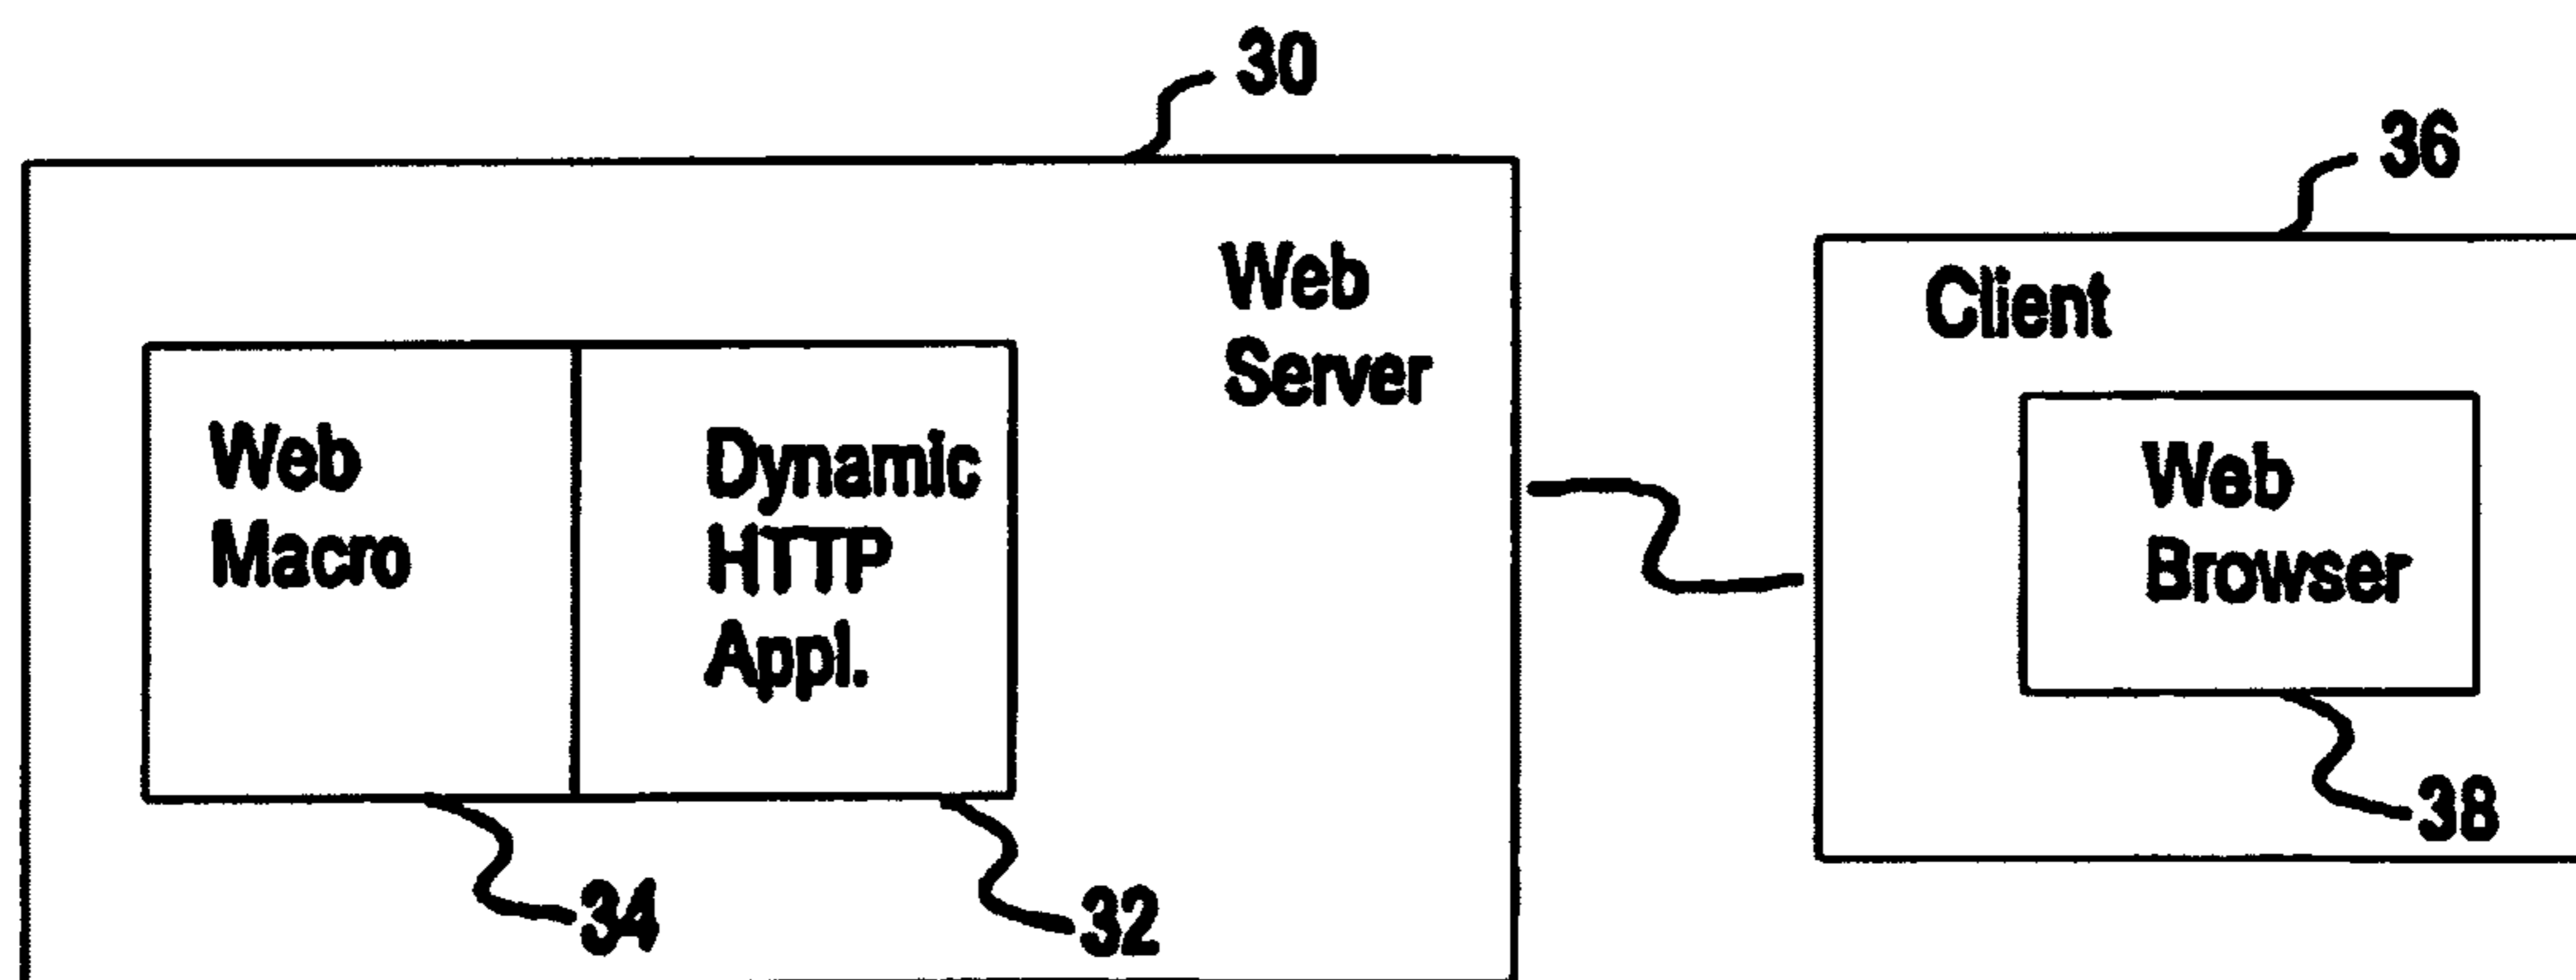 30
36
Web
Server
Client
Web
Macro
Dynamic
HTTP
Appl.
Web
Browser
38
34
32